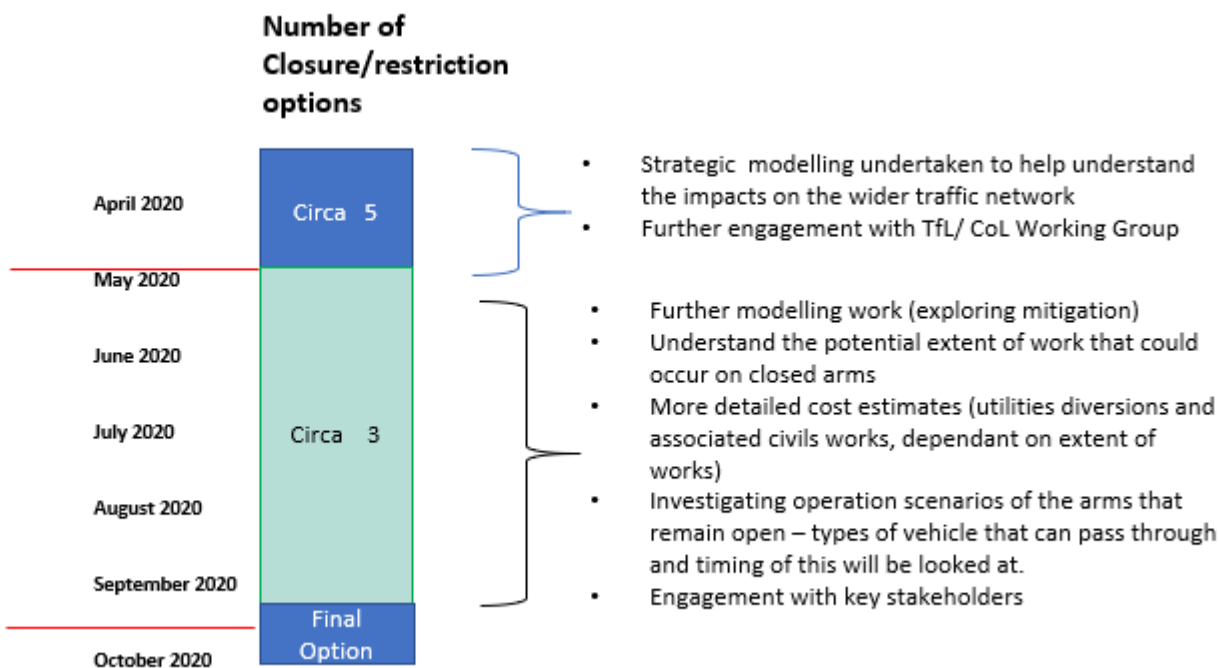 Number of
Closure/restriction
options
April 2020
May 2020
June 2020
July 2020
August 2020
September 2020
October 2020
Circa 5
Circa 3
Final
Option
• Strategic modelling undertaken to help understand
the impacts on the wider traffic network
• Further engagement with TfL/ CoL Working Group
• Further modelling work (exploring mitigation)
• Understand the potential extent of work that could
occur on closed arms
• More detailed cost estimates (utilities diversions and
associated civils works, dependant on extent of
works)
• Investigating operation scenarios of the arms that
remain open – types of vehicle that can pass through
and timing of this will be looked at.
• Engagement with key stakeholders